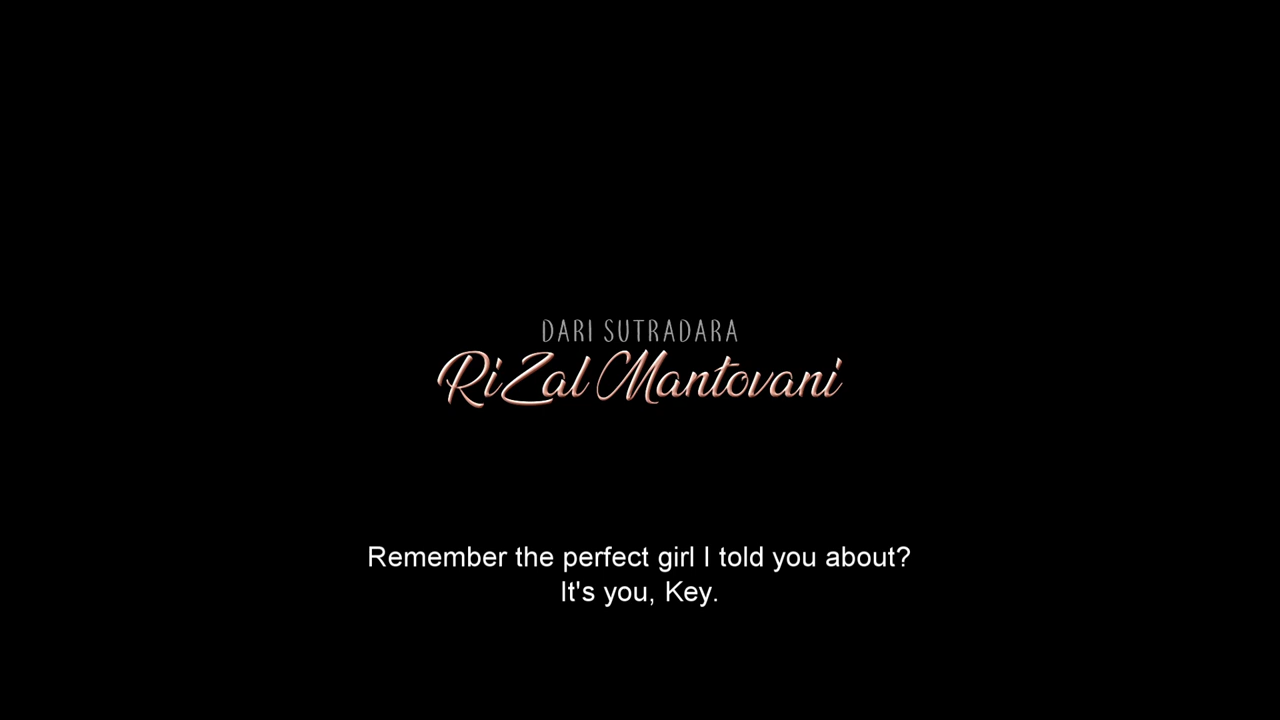 DARI SUTRADARA
RiZal Mantovani
Remember the perfect girl I told you about?
It's you, Key.